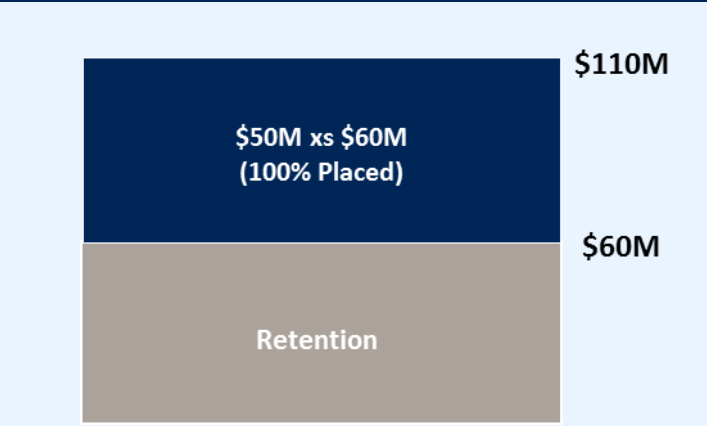 $110M
$50M xs $60M
(100% Placed)
$60M
Retention